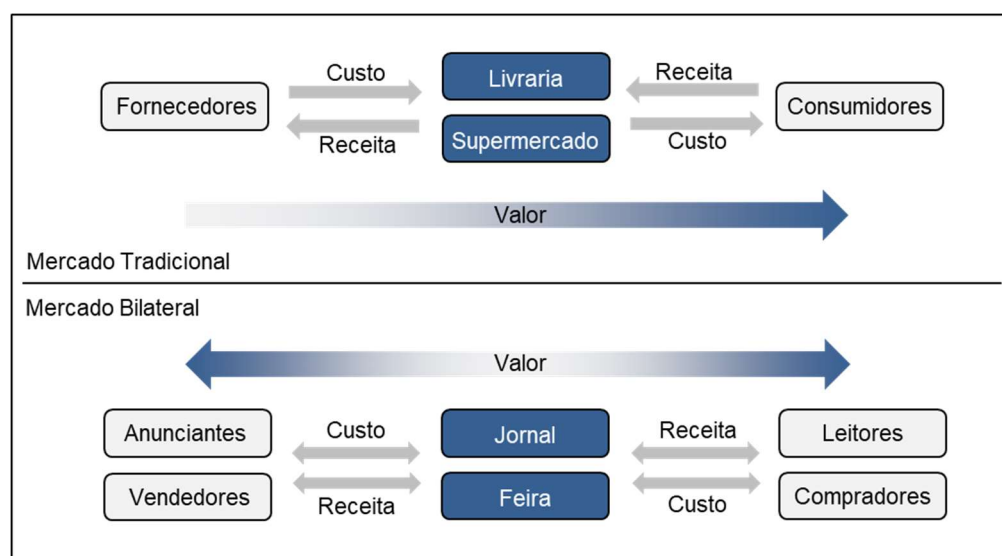 Custo
Livraria
Receita
Fornecedores
Consumidores
Receita
Supermercado
Custo
Valor
Mercado Tradicional
Mercado Bilateral
Valor
Anunciantes
Custo
Jornal
Receita
Leitores
Vendedores
Receita
Feira
Custo
Compradores